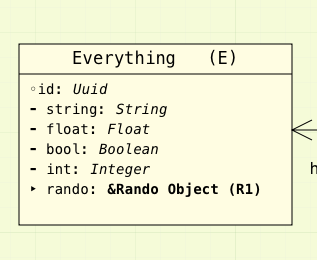 Everything (E)
◦id: Uuid
- string: String
- float: Float
- bool: Boolean
- int: Integer
▸ rando: &Rando Object (R1)
h